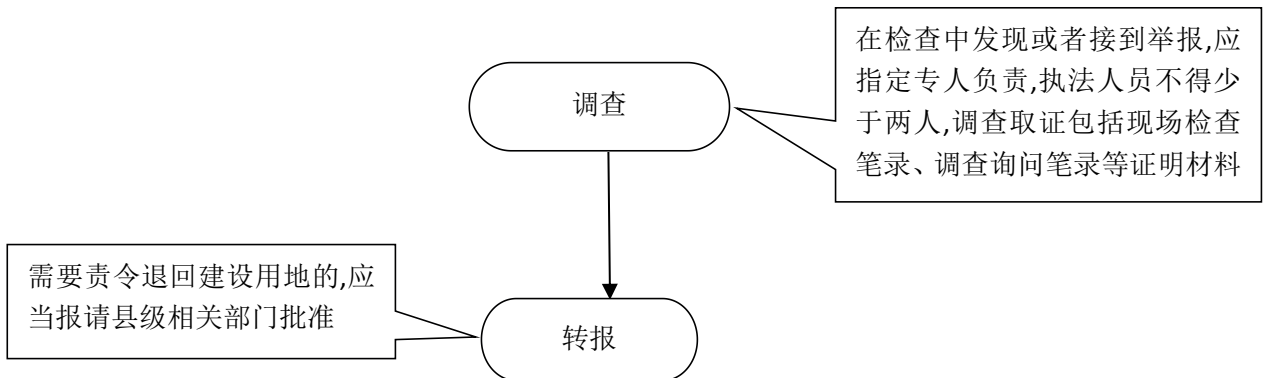 在检查中发现或者接到举报,应
指定专人负责,执法人员不得少
于两人,调查取证包括现场检查
笔录、调查询问笔录等证明材料
调查
需要责令退回建设用地的,应
当报请县级相关部门批准
转报